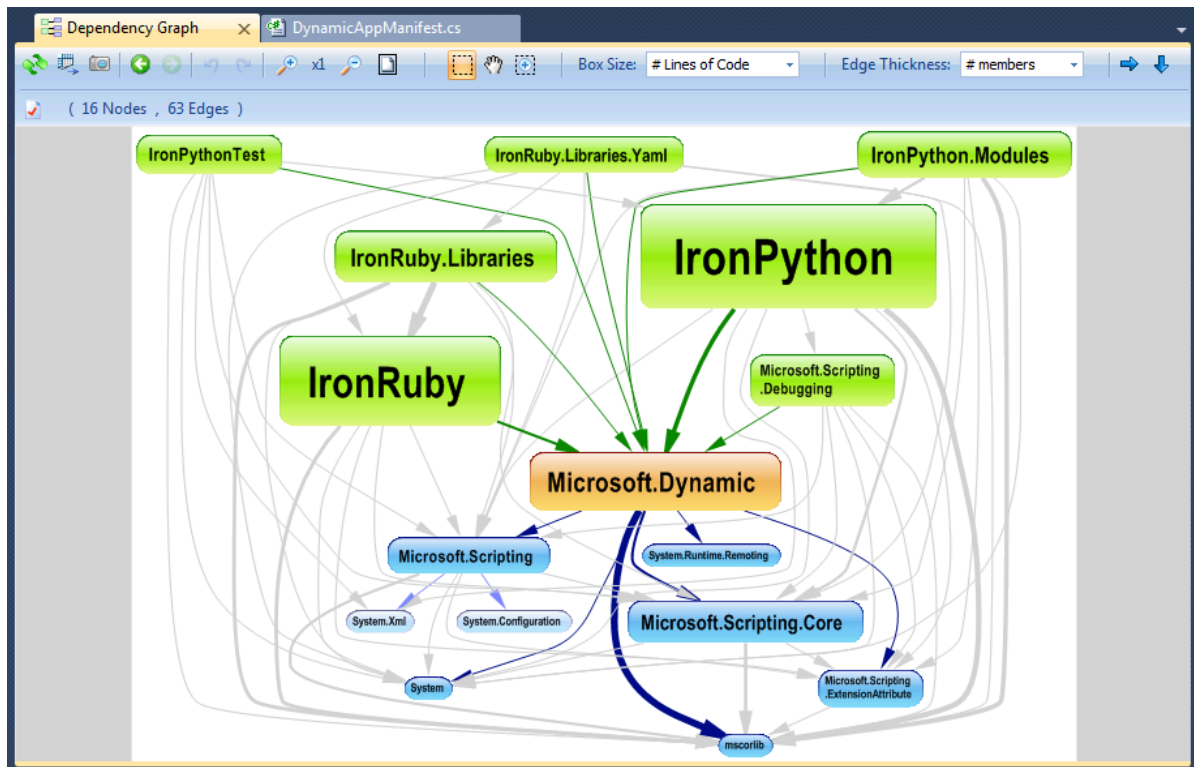 Dependency Graph
DynamicAppManifest.cs
x1
Box Size:
# Lines of Code
Edge Thickness:
# members
( 16 Nodes , 63 Edges )
IronPythonTest
IronRuby.Libraries.Yaml
IronPython.Modules
IronRuby.Libraries
IronPython
IronRuby
Microsoft.Scripting
.Debugging
Microsoft.Dynamic
Microsoft.Scripting
System.Runtime.Remoting
System.Xml
System.Configuration
Microsoft.Scripting.Core
System
Microsoft.Scripting
.ExtensionAttribute
mscorlib